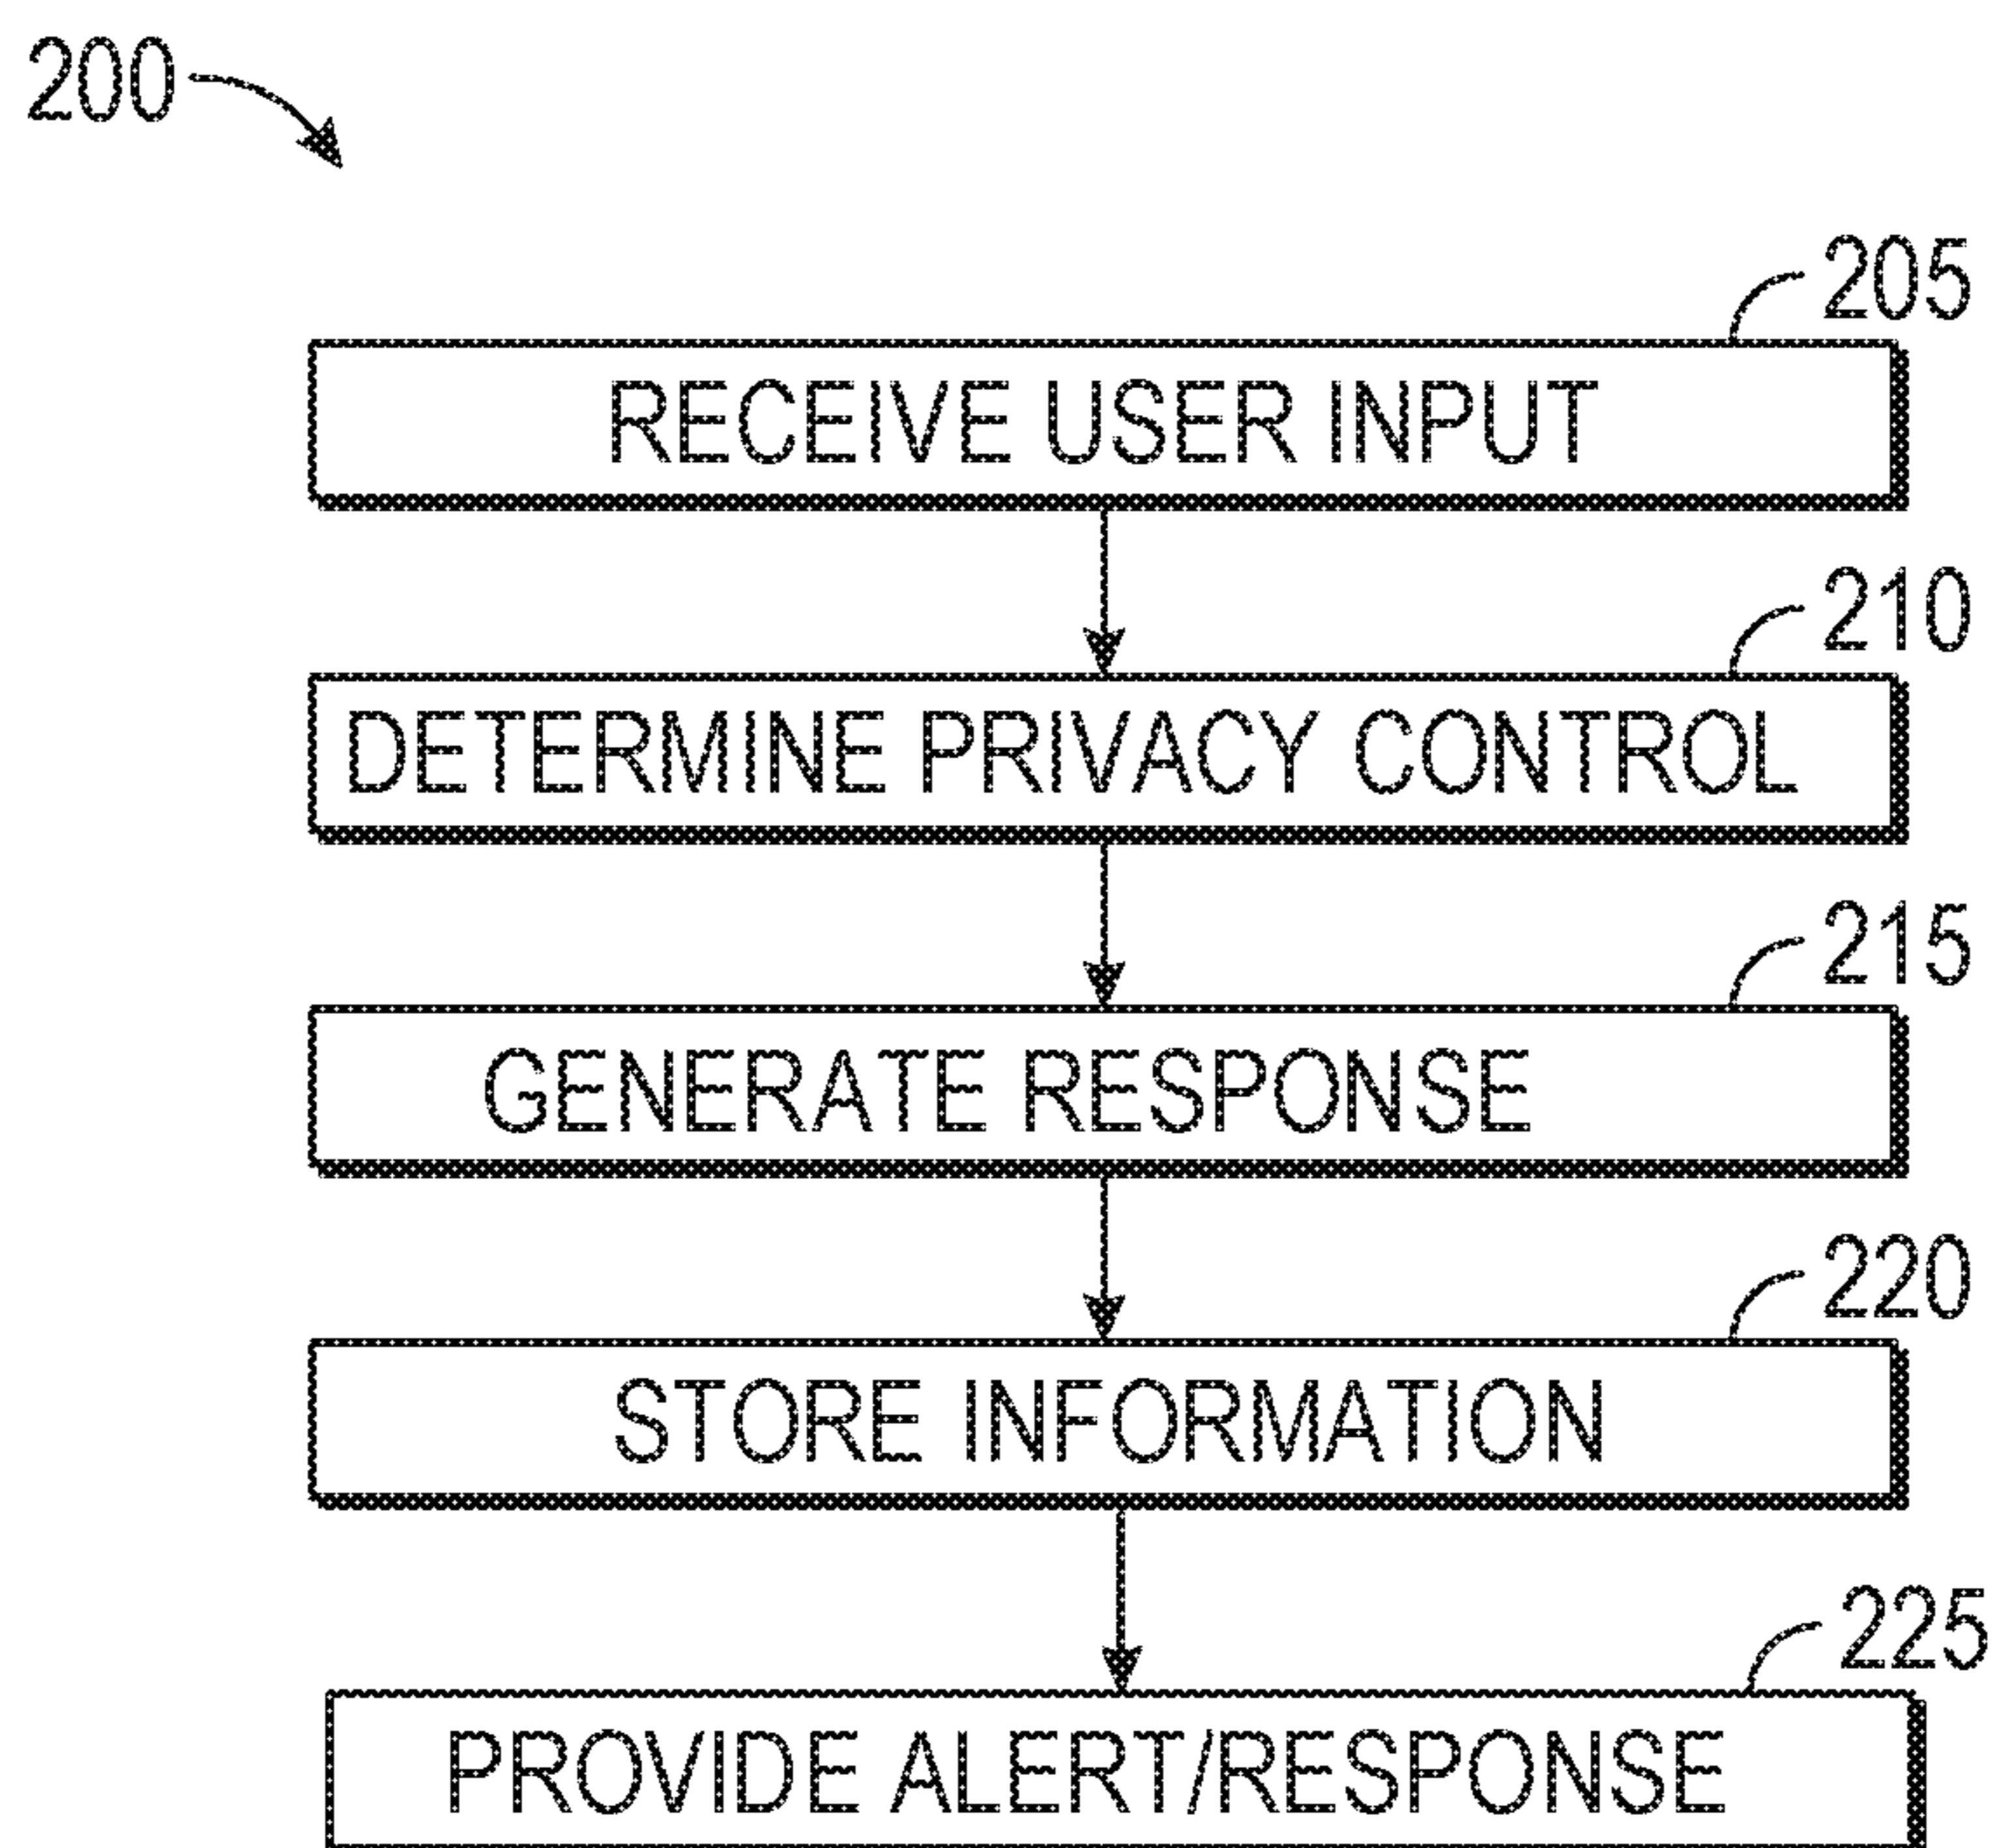 200
205
RECEIVE USER INPUT
210
DETERMINE PRIVACY CONTROL
215
GENERATE RESPONSE
220
STORE INFORMATION
225
PROVIDE ALERT/RESPONSE